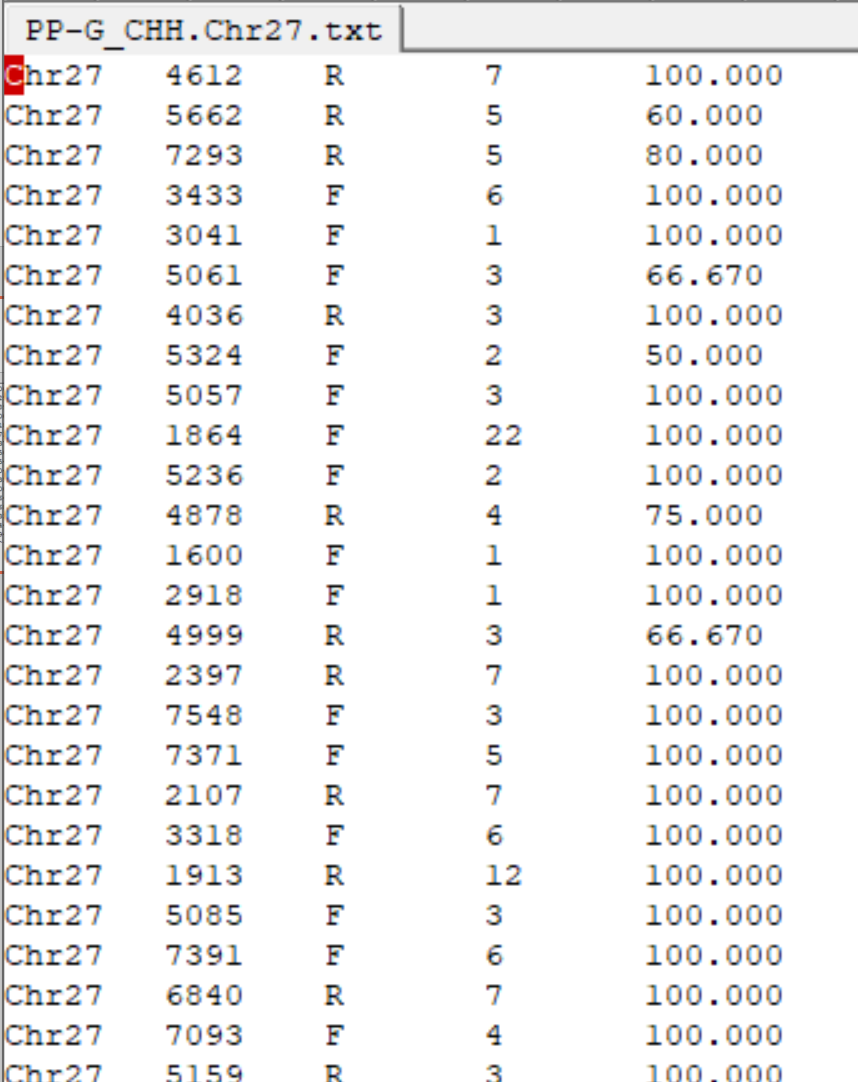 PP-G_CHH.Chr27.txt
Chr27 4612 R 7 100.000
Chr27 5662 R 5 60.000
Chr27 7293 R 5 80.000
Chr27 3433 F 6 100.000
Chr27 3041 F 1 100.000
Chr27 5061 F 3 66.670
Chr27 4036 R 3 100.000
Chr27 5324 F 2 50.000
Chr27 5057 F 3 100.000
Chr27 1864 F 22 100.000
Chr27 5236 F 2 100.000
Chr27 4878 R 4 75.000
Chr27 1600 F 1 100.000
Chr27 2918 F 1 100.000
Chr27 4999 R 3 66.670
Chr27 2397 R 7 100.000
Chr27 7548 F 3 100.000
Chr27 7371 F 5 100.000
Chr27 2107 R 7 100.000
Chr27 3318 F 6 100.000
Chr27 1913 R 12 100.000
Chr27 5085 F 3 100.000
Chr27 7391 F 6 100.000
Chr27 6840 R 7 100.000
Chr27 7093 F 4 100.000
Chr27 5159 R 3 100.000